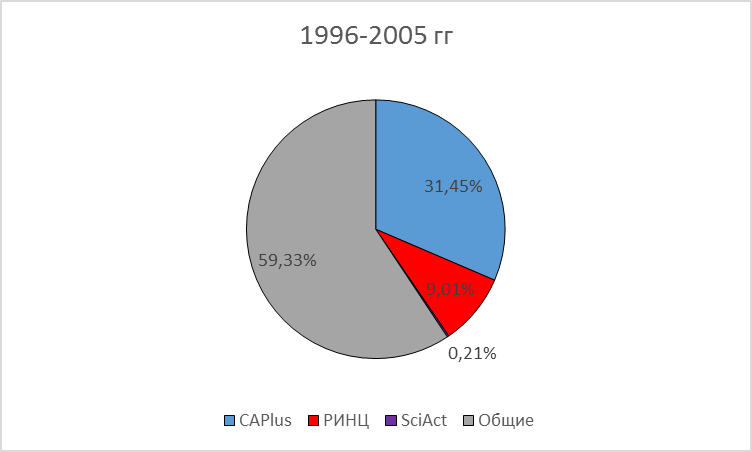 1996-2005 гг
31,45%
59,33%
9,01%
0,21%
CAPlus РИНЦ SciAct Общие